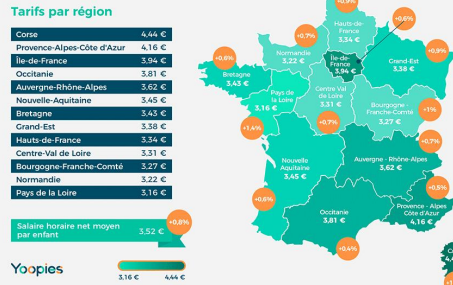 Tarifs par région
Corse 4,44 €
Provence-Alpes-Côte d'Azur 4,16 €
Île-de-France 3,94 €
Occitanie 3,81 €
Auvergne-Rhône-Alpes 3,62 €
Nouvelle-Aquitaine 3,45 €
Bretagne 3,43 €
Grand-Est 3,38 €
Hauts-de-France 3,34 €
Centre-Val de Loire 3,31 €
Bourgogne-Franche-Comté 3,27 €
Normandie 3,22 €
Pays de la Loire 3,16 €
Salaire horaire net moyen
par enfant
3,52 €
+0,8%
Yoopies
3,16 €
4,44 €
+0,9%
+0,6%
Hauts-de-
France
3,34 €
+0,7%
Normandie
3,22 €
Île-de-
France
3,94 €
+0,9%
Grand-Est
3,38 €
Bretagne
3,43 €
Pays
de la Loire
3,16 €
Centre Val
de Loire
3,31 €
+0,7%
Bourgogne -
Franche-Comté
3,27 €
+1%
+1,4%
+0,7%
Nouvelle
Aquitaine
3,45 €
Auvergne - Rhône-Alpes
3,62 €
+0,6%
+0,5%
Occitanie
3,81 €
Provence - Alpes
Côte d'Azur
4,16 €
+0,4%